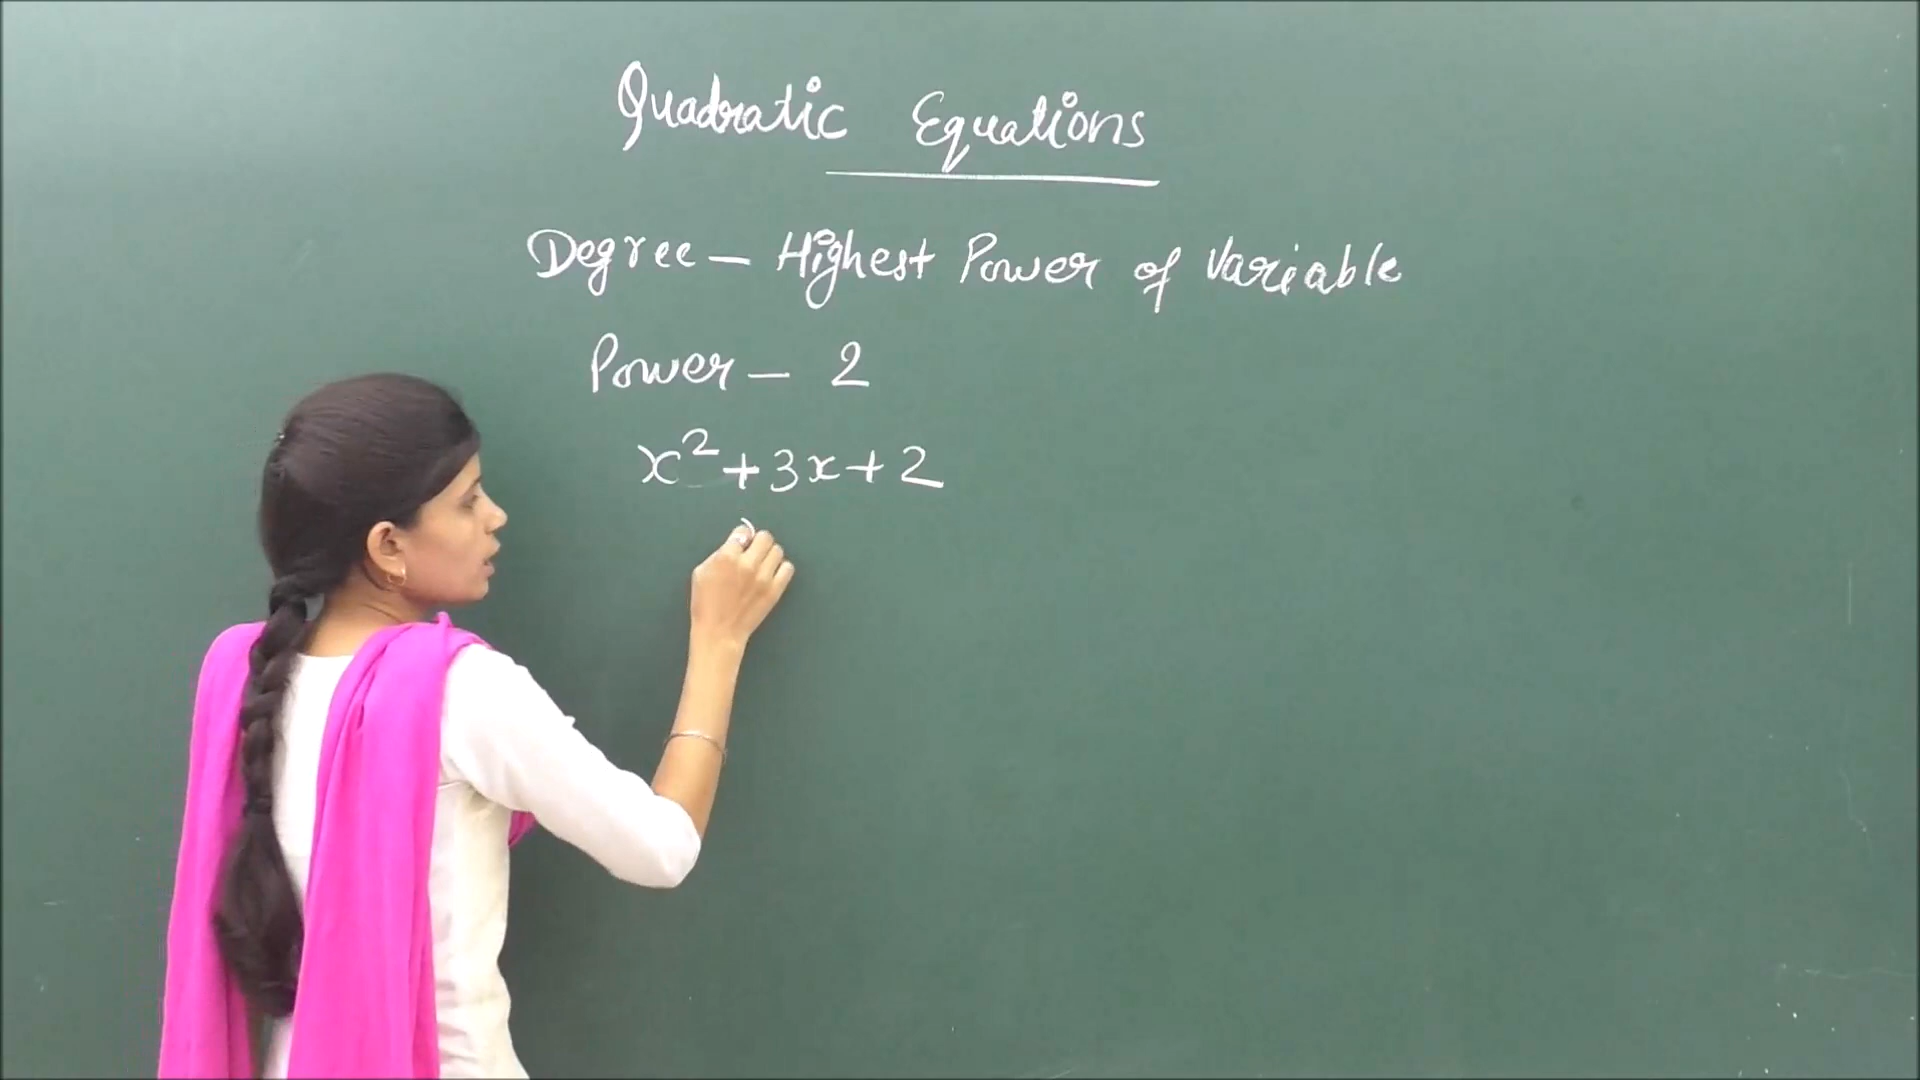 Quadratic Equations
Degree – Highest Power of Variable
Power – 2
x²+3x+2